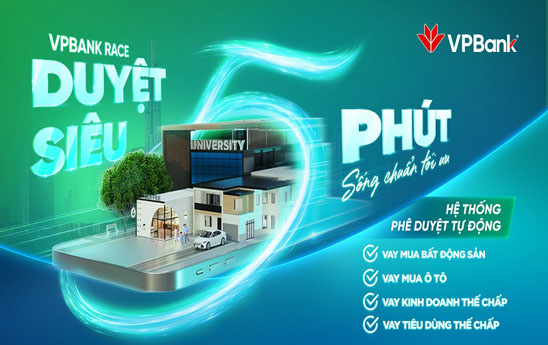 VPBANK RACE
DUYỆT
SIÊU
5
PHÚT
Sống chuẩn tối ưu
VPBank
UNIVERSITY
HỆ THỐNG
PHÊ DUYỆT TỰ ĐỘNG
VAY MUA BẤT ĐỘNG SẢN
VAY MUA Ô TÔ
VAY KINH DOANH THẾ CHẤP
VAY TIÊU DÙNG THẾ CHẤP